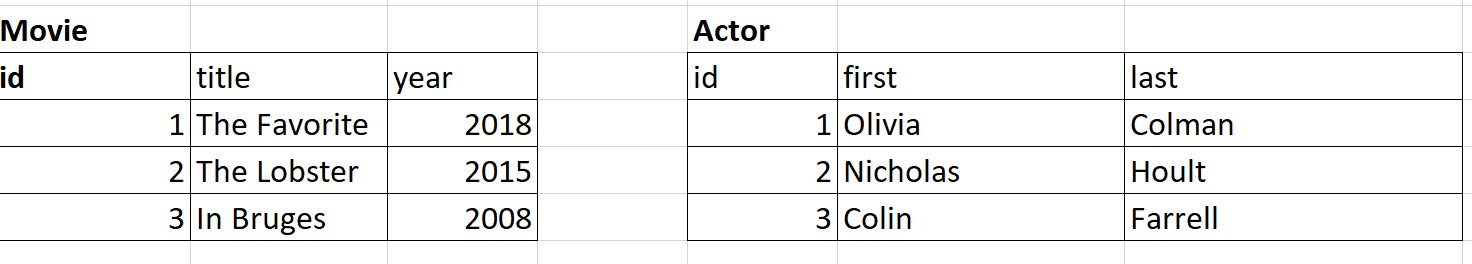 Movie Actor
id title year id first last
1 The Favorite 2018 1 Olivia Colman
2 The Lobster 2015 2 Nicholas Hoult
3 In Bruges 2008 3 Colin Farrell